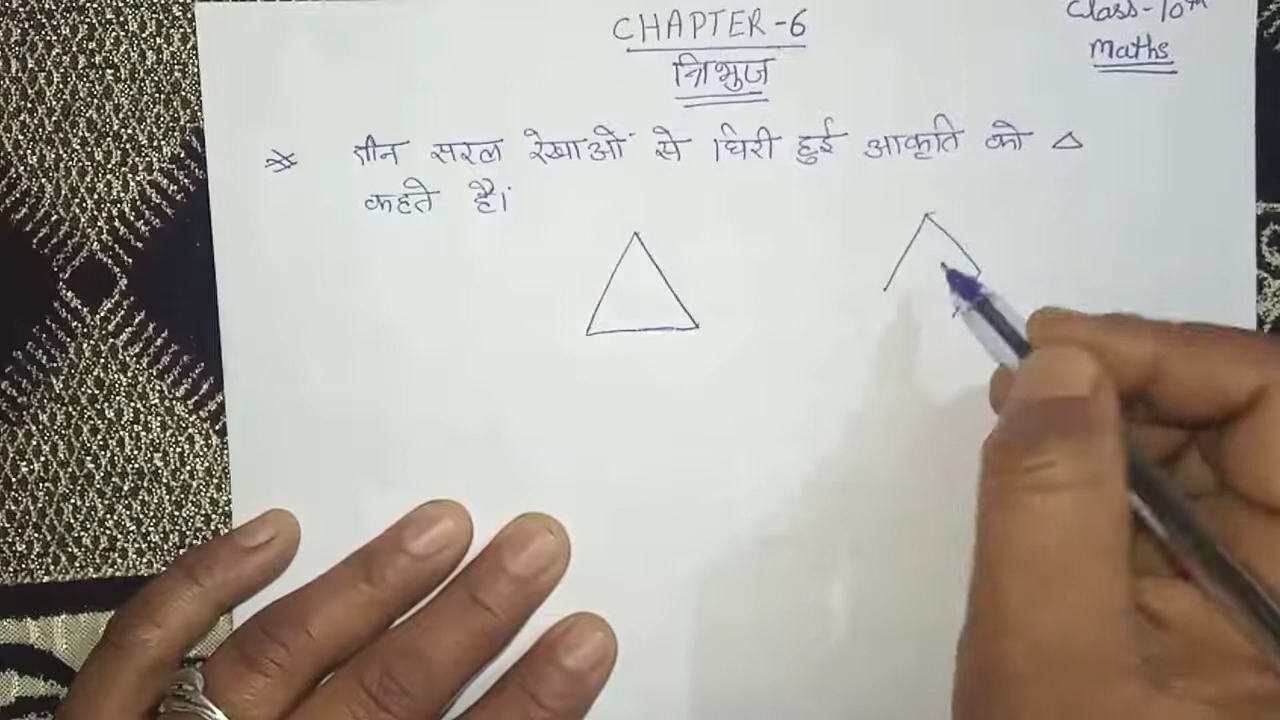 CHAPTER-6
त्रिभुज
Class-10th
Maths
तीन सरल रेखाओं से घिरी हुई आकृति को △
कहते है।